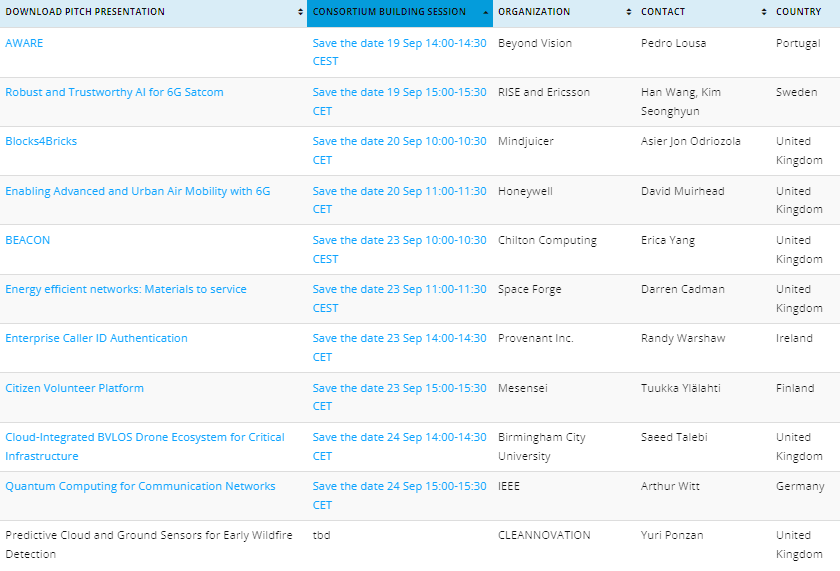 DOWNLOAD PITCH PRESENTATION CONSORTIUM BUILDING SESSION ORGANIZATION CONTACT COUNTRY
AWARE Save the date 19 Sep 14:00-14:30 Beyond Vision Pedro Lousa Portugal
CEST
Robust and Trustworthy AI for 6G Satcom Save the date 19 Sep 15:00-15:30 RISE and Ericsson Han Wang, Kim Sweden
CET Seonghyun
Blocks4Bricks Save the date 20 Sep 10:00-10:30 Mindjuicer Asier Jon Odriozola United
CET Kingdom
Enabling Advanced and Urban Air Mobility with 6G Save the date 20 Sep 11:00-11:30 Honeywell David Muirhead United
CET Kingdom
BEACON Save the date 23 Sep 10:00-10:30 Chilton Computing Erica Yang United
CEST Kingdom
Energy efficient networks: Materials to service Save the date 23 Sep 11:00-11:30 Space Forge Darren Cadman United
CEST Kingdom
Enterprise Caller ID Authentication Save the date 23 Sep 14:00-14:30 Provenant Inc. Randy Warshaw Ireland
CET
Citizen Volunteer Platform Save the date 23 Sep 15:00-15:30 Mesensei Tuukka Ylälahti Finland
CET
Cloud-Integrated BVLOS Drone Ecosystem for Critical Save the date 24 Sep 14:00-14:30 Birmingham City Saeed Talebi United
Infrastructure CET University Kingdom
Quantum Computing for Communication Networks Save the date 24 Sep 15:00-15:30 IEEE Arthur Witt Germany
CET
Predictive Cloud and Ground Sensors for Early Wildfire tbd CLEANNOVATION Yuri Ponzan United
Detection Kingdom